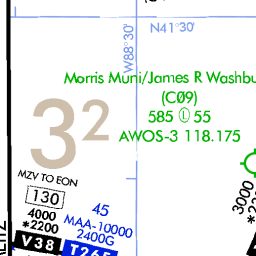 N41°30'
W88°30'
Morris Muni/James R Washbu
(CØ9)
585 Ⓛ 55
AWOS-3 118.175
32
MZV TO EON
130
4000
*2200
V38
45
MAA-10000
2400G
3000